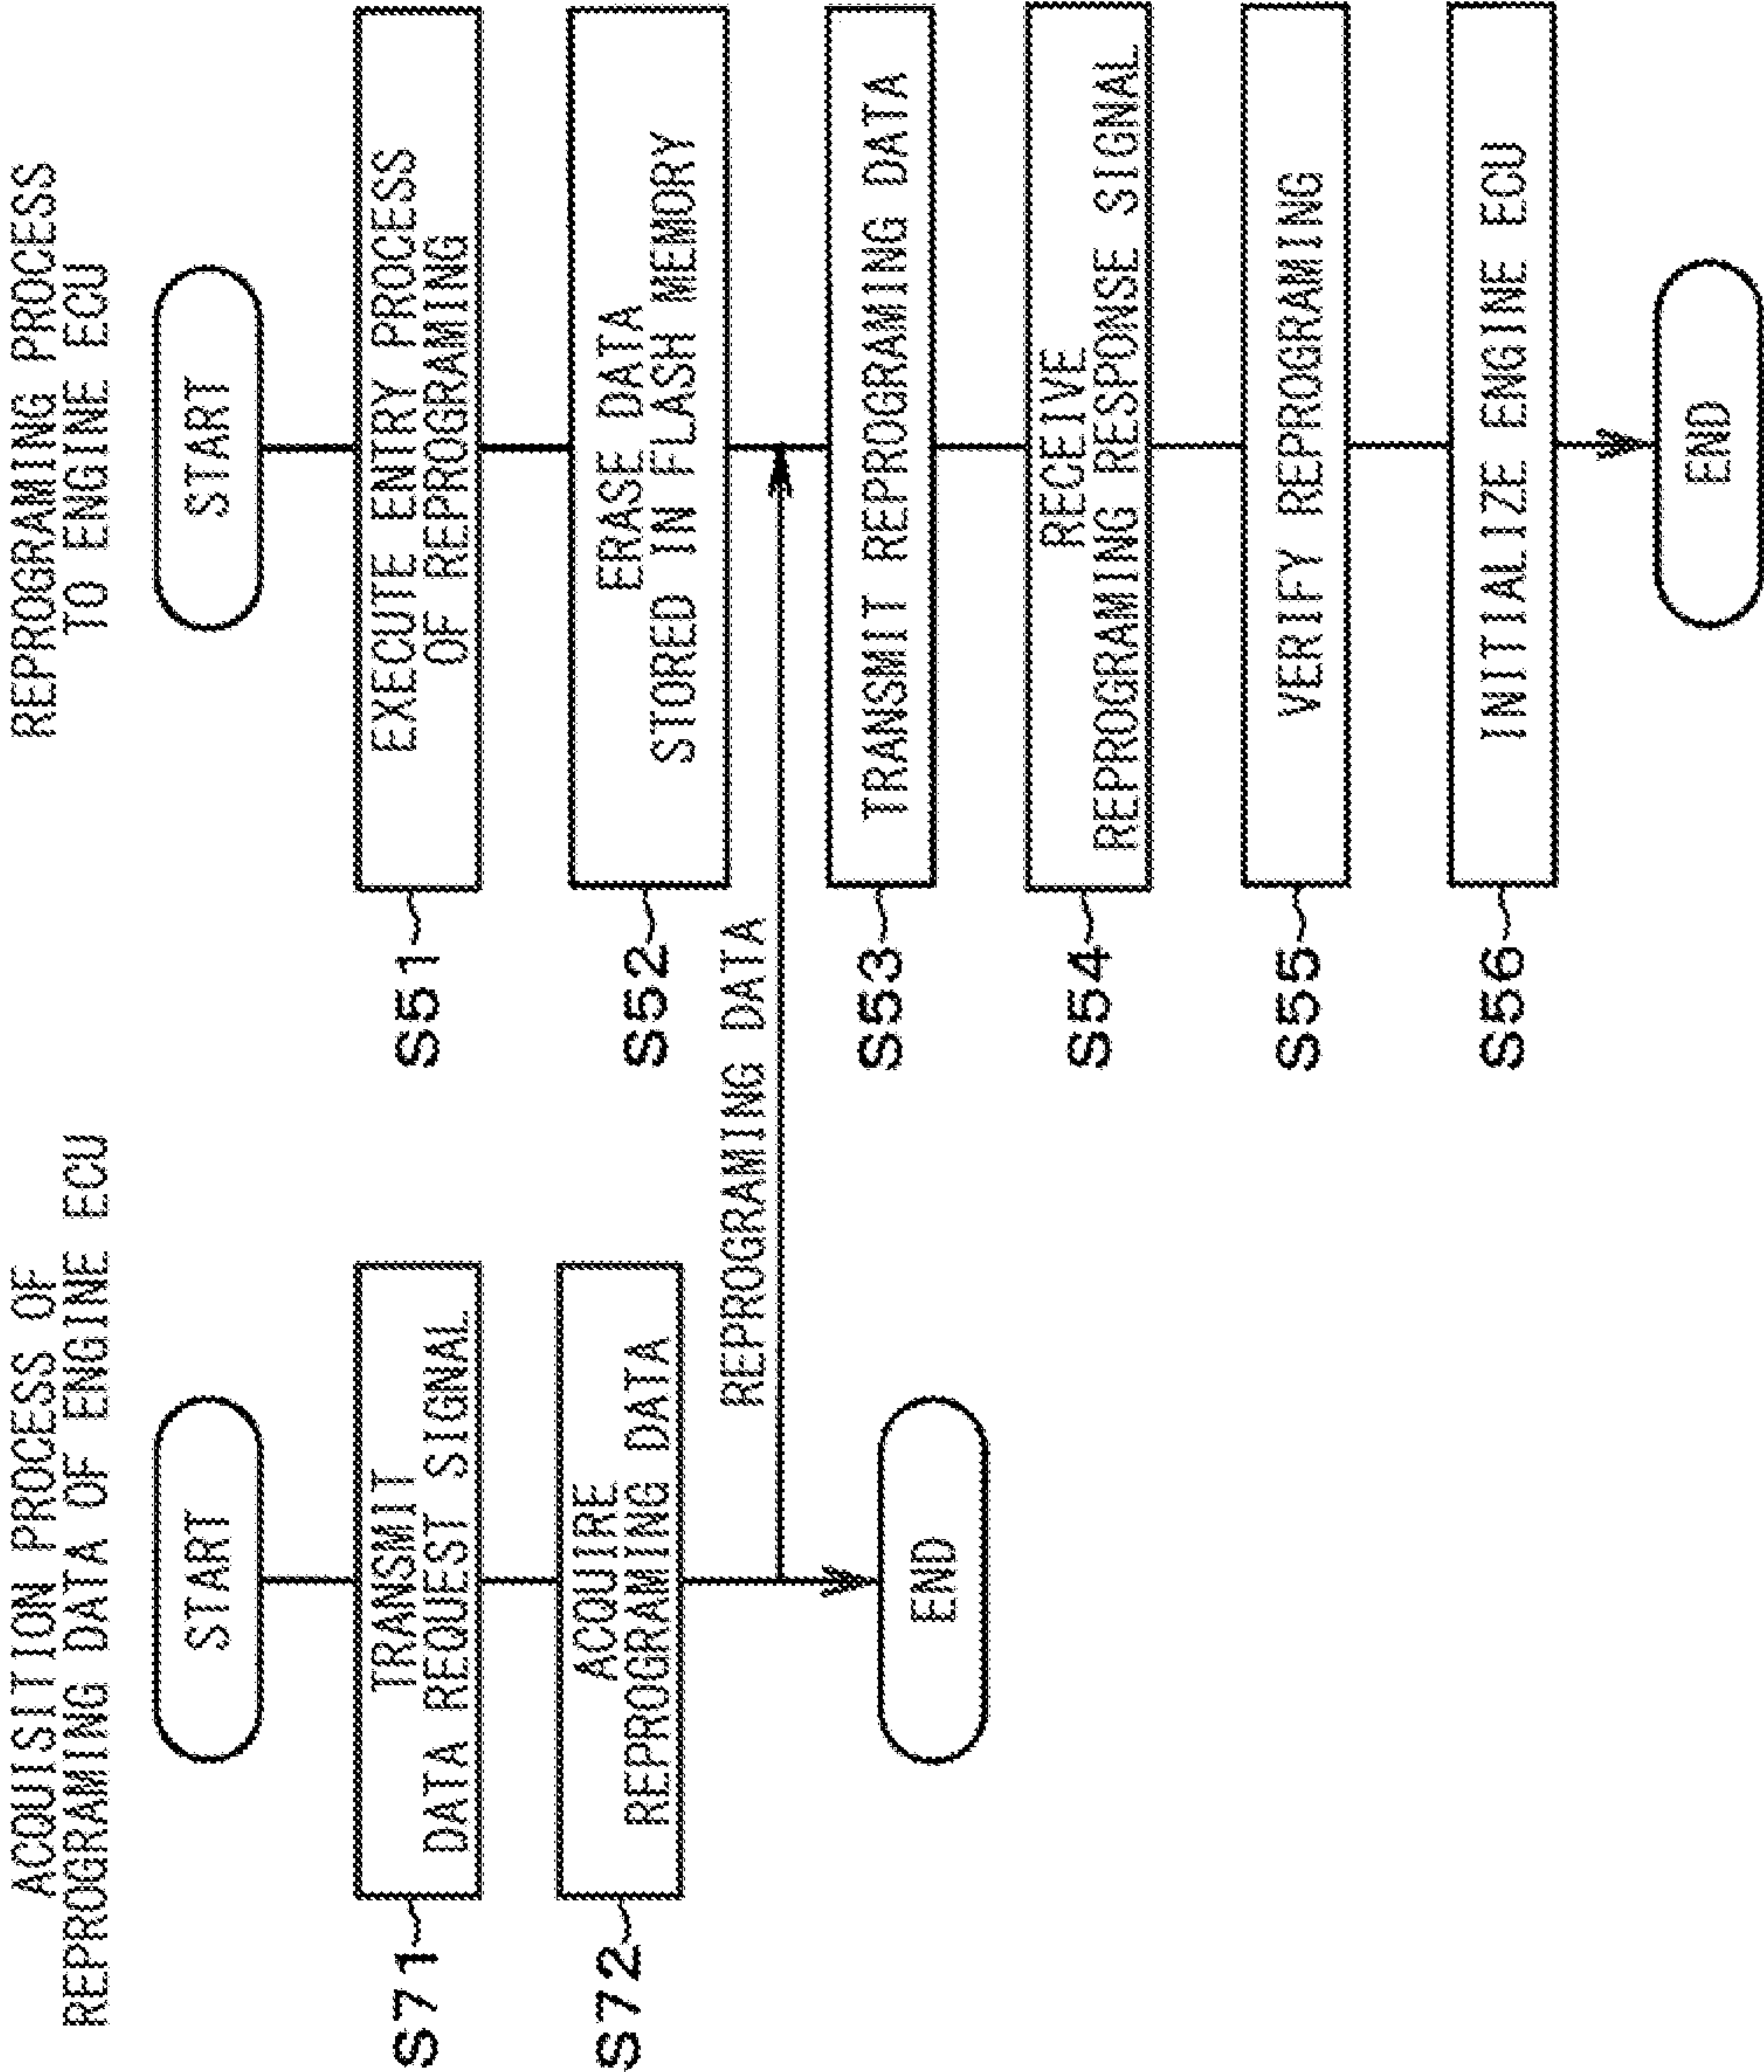 ACQUISITION PROCESS OF
REPROGRAMING DATA OF ENGINE ECU
START
S71
TRANSMIT
DATA REQUEST SIGNAL
S72
ACQUIRE
REPROGRAMING DATA
REPROGRAMING DATA
END
REPROGRAMING PROCESS
TO ENGINE ECU
START
S51
EXECUTE ENTRY PROCESS
OF REPROGRAMING
S52
ERASE DATA
STORED IN FLASH MEMORY
S53
TRANSMIT REPROGRAMING DATA
S54
RECEIVE
REPROGRAMING RESPONSE SIGNAL
S55
VERIFY REPROGRAMING
S56
INITIALIZE ENGINE ECU
END